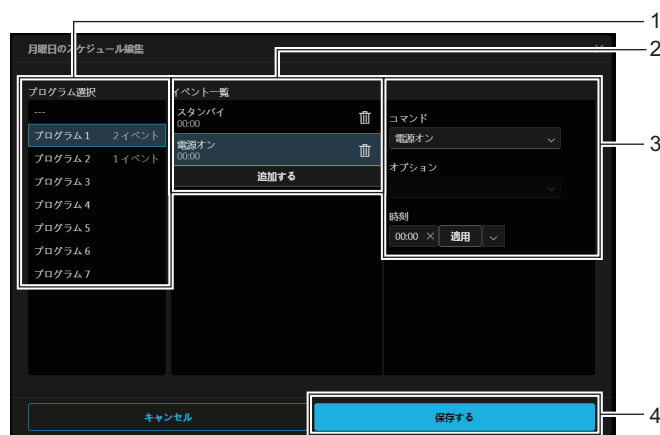 1
月曜日のスケジュール編集
2
プログラム選択
イベント一覧
---
スタンバイ
00:00
コマンド
プログラム 1 2イベント
電源オン
3
電源オン
00:00
プログラム 2 1イベント
オプション
プログラム 3
追加する
プログラム 4
時刻
プログラム 5
00:00 × 適用
プログラム 6
プログラム 7
キャンセル
保存する
4